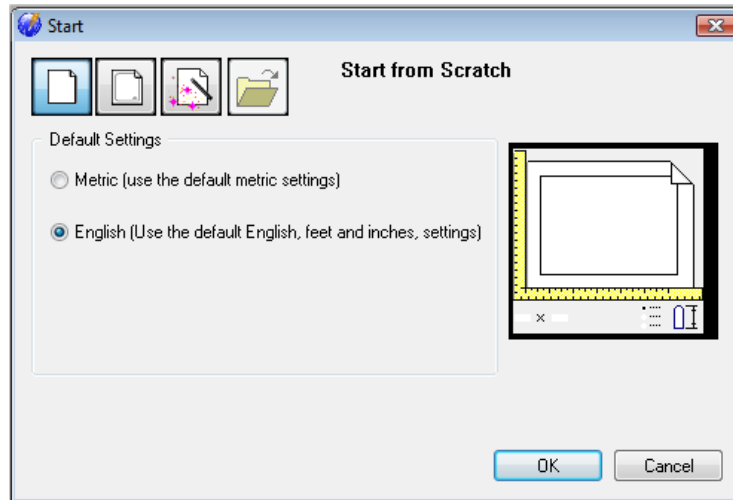 Start
Start from Scratch
Default Settings
Metric (use the default metric settings)
English (Use the default English, feet and inches, settings)
×
OK
Cancel